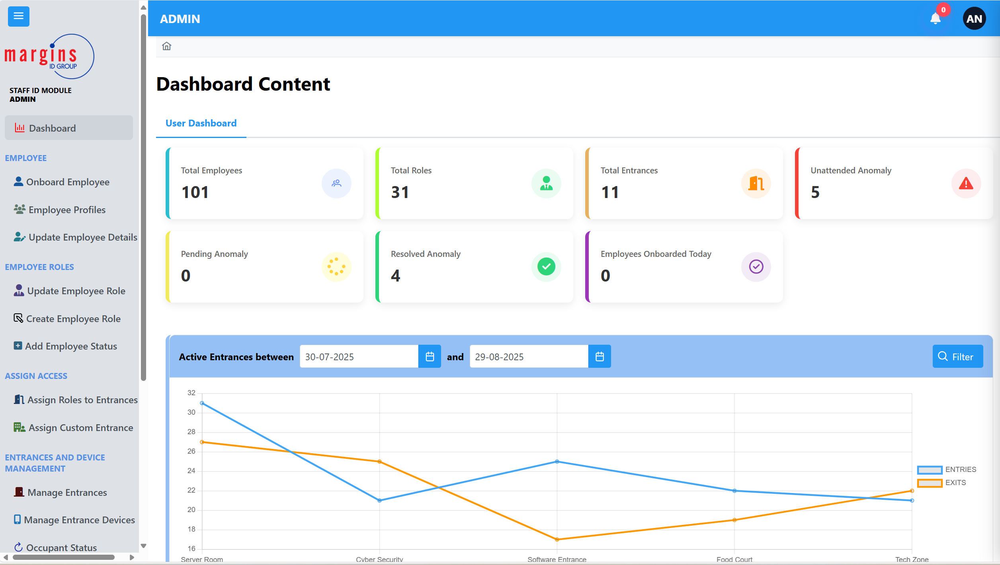 margins
ID GROUP
STAFF ID MODULE
ADMIN
Dashboard
EMPLOYEE
Onboard Employee
Employee Profiles
Update Employee Details
EMPLOYEE ROLES
Update Employee Role
Create Employee Role
Add Employee Status
ASSIGN ACCESS
Assign Roles to Entrances
Assign Custom Entrance
ENTRANCES AND DEVICE
MANAGEMENT
Manage Entrances
Manage Entrance Devices
Occupant Status
ADMIN
0
AN
Dashboard Content
User Dashboard
Total Employees
101
Total Roles
31
Total Entrances
11
Unattended Anomaly
5
Pending Anomaly
0
Resolved Anomaly
4
Employees Onboarded Today
0
Active Entrances between 30-07-2025 and 29-08-2025 Filter
32
30
28
26
24
22
20
18
16
Server Room Cyber Security Software Entrance Food Court Tech Zone
ENTRIES
EXITS